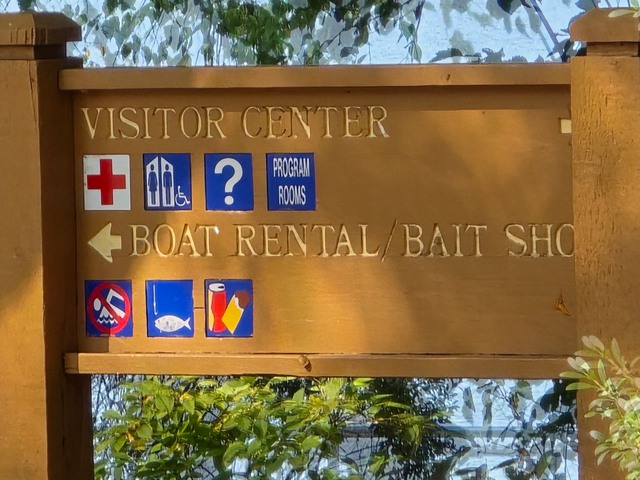 VISITOR CENTER
?
PROGRAM
ROOMS
BOAT RENTAL/BAIT SHO